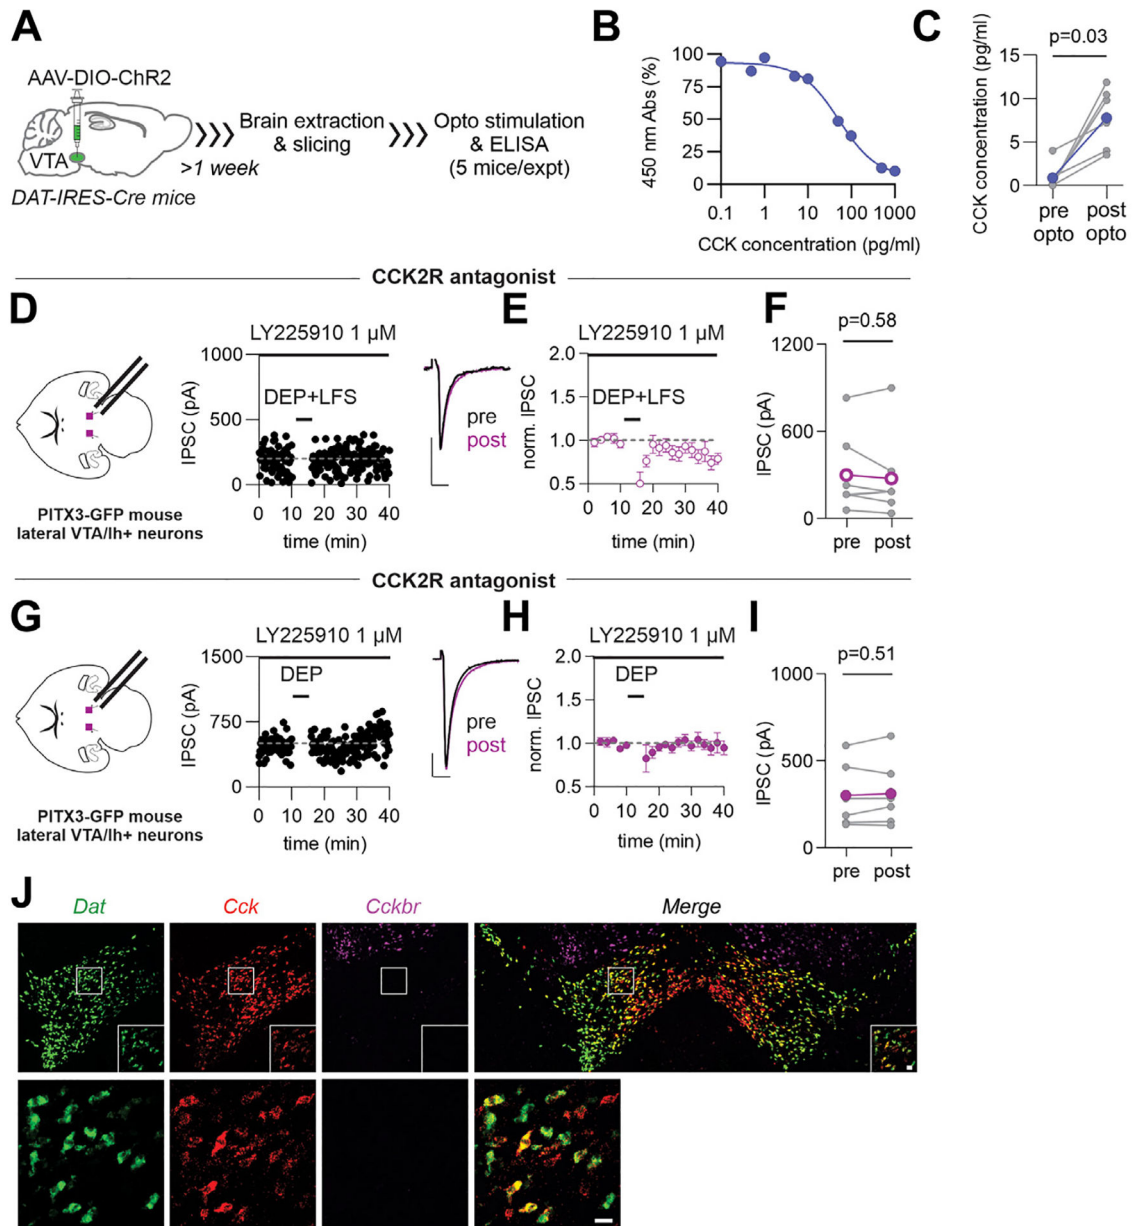 A
AAV-DIO-ChR2
VTA
DAT-IRES-Cre mice
>1 week
Brain extraction
& slicing
Opto stimulation
& ELISA
(5 mice/expt)
B
450 nm Abs (%)
100
75
50
25
0
0.1
1
10
100
1000
CCK concentration (pg/ml)
C
CCK concentration (pg/ml)
p=0.03
15
10
5
0
pre
opto
post
opto
CCK2R antagonist
D
PITX3-GFP mouse
lateral VTA/Ih+ neurons
LY225910 1 μM
IPSC (pA)
1000
500
0
DEP+LFS
0
10
20
30
40
time (min)
pre
post
E
LY225910 1 μM
norm. IPSC
2.0
1.5
1.0
0.5
DEP+LFS
0
10
20
30
40
time (min)
F
p=0.58
IPSC (pA)
1200
600
0
pre
post
CCK2R antagonist
G
PITX3-GFP mouse
lateral VTA/Ih+ neurons
LY225910 1 μM
IPSC (pA)
1500
750
0
DEP
0
10
20
30
40
time (min)
pre
post
H
LY225910 1 μM
norm. IPSC
2.0
1.5
1.0
0.5
DEP
0
10
20
30
40
time (min)
I
p=0.51
IPSC (pA)
1000
500
0
pre
post
J
Dat
Cck
Cckbr
Merge